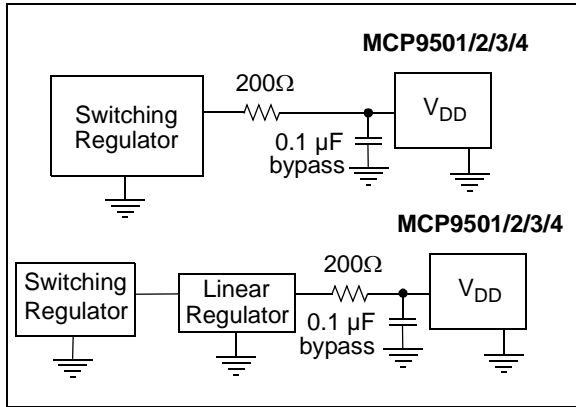 MCP9501/2/3/4
200Ω
Switching
Regulator
V_DD
0.1 µF
bypass
MCP9501/2/3/4
200Ω
Switching
Regulator
Linear
Regulator
V_DD
0.1 µF
bypass